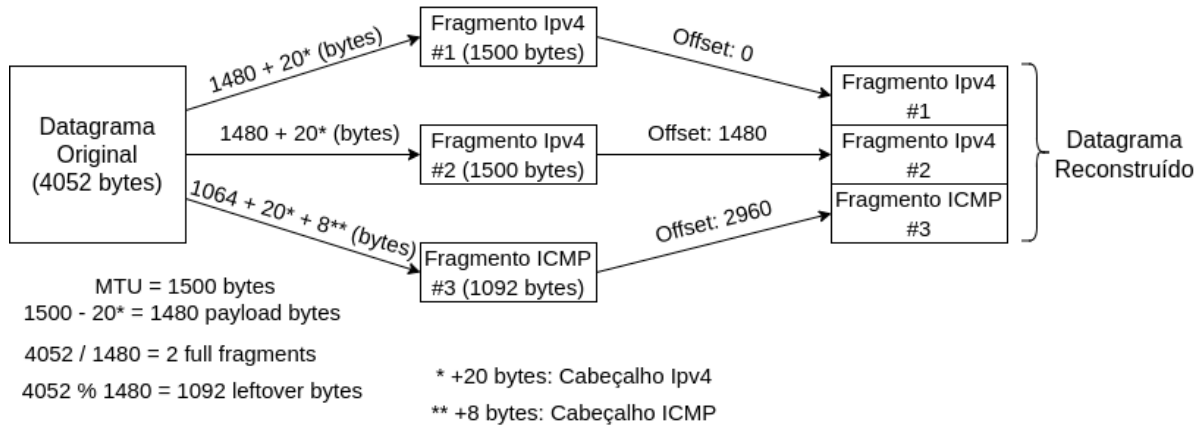 Datagrama
Original
(4052 bytes)
1480 + 20* (bytes)
1480 + 20* (bytes)
1064 + 20* + 8** (bytes)
Fragmento Ipv4
#1 (1500 bytes)
Fragmento Ipv4
#2 (1500 bytes)
Fragmento ICMP
#3 (1092 bytes)
Offset: 0
Offset: 1480
Offset: 2960
Fragmento Ipv4
#1
Fragmento Ipv4
#2
Fragmento ICMP
#3
Datagrama
Reconstruído
MTU = 1500 bytes
1500 - 20* = 1480 payload bytes
4052 / 1480 = 2 full fragments
4052 % 1480 = 1092 leftover bytes
* +20 bytes: Cabeçalho Ipv4
** +8 bytes: Cabeçalho ICMP